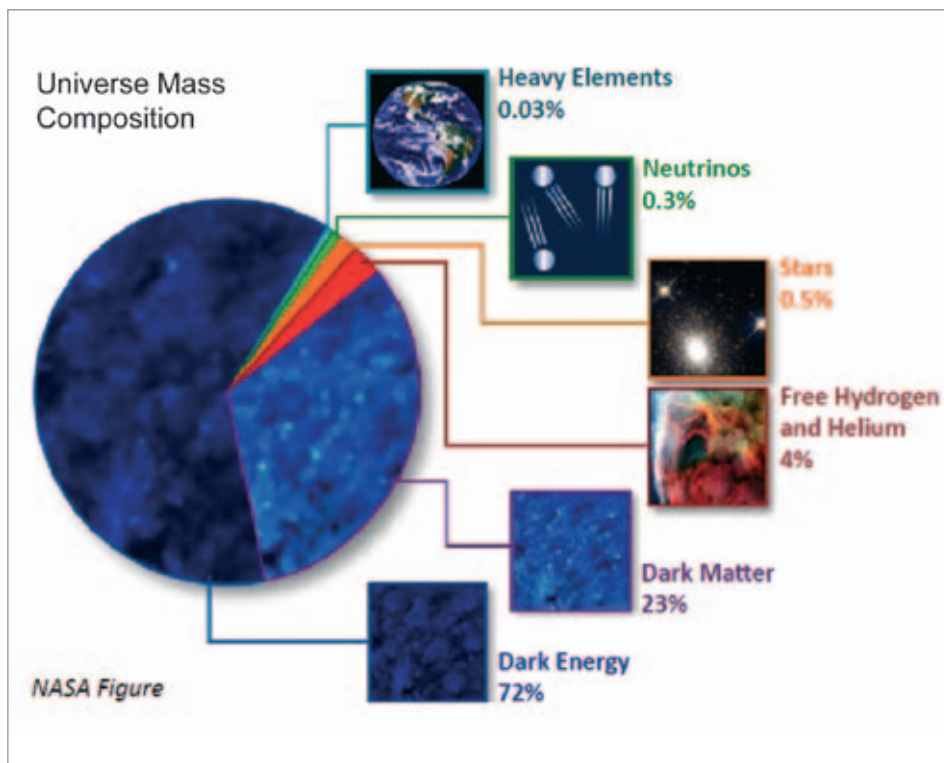 Universe Mass
Composition
Heavy Elements
0.03%
Neutrinos
0.3%
Stars
0.5%
Free Hydrogen
and Helium
4%
Dark Matter
23%
Dark Energy
72%
NASA Figure